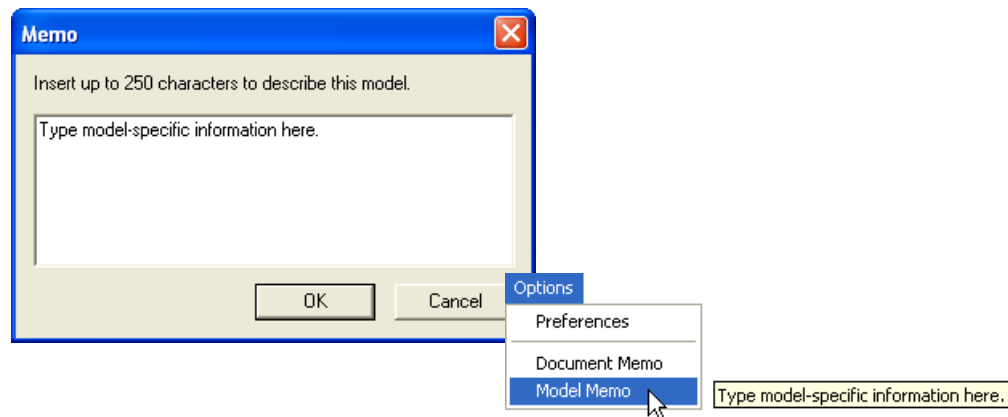 Memo
Insert up to 250 characters to describe this model.
Type model-specific information here.
OK
Cancel
Options
Preferences
Document Memo
Model Memo
Type model-specific information here.